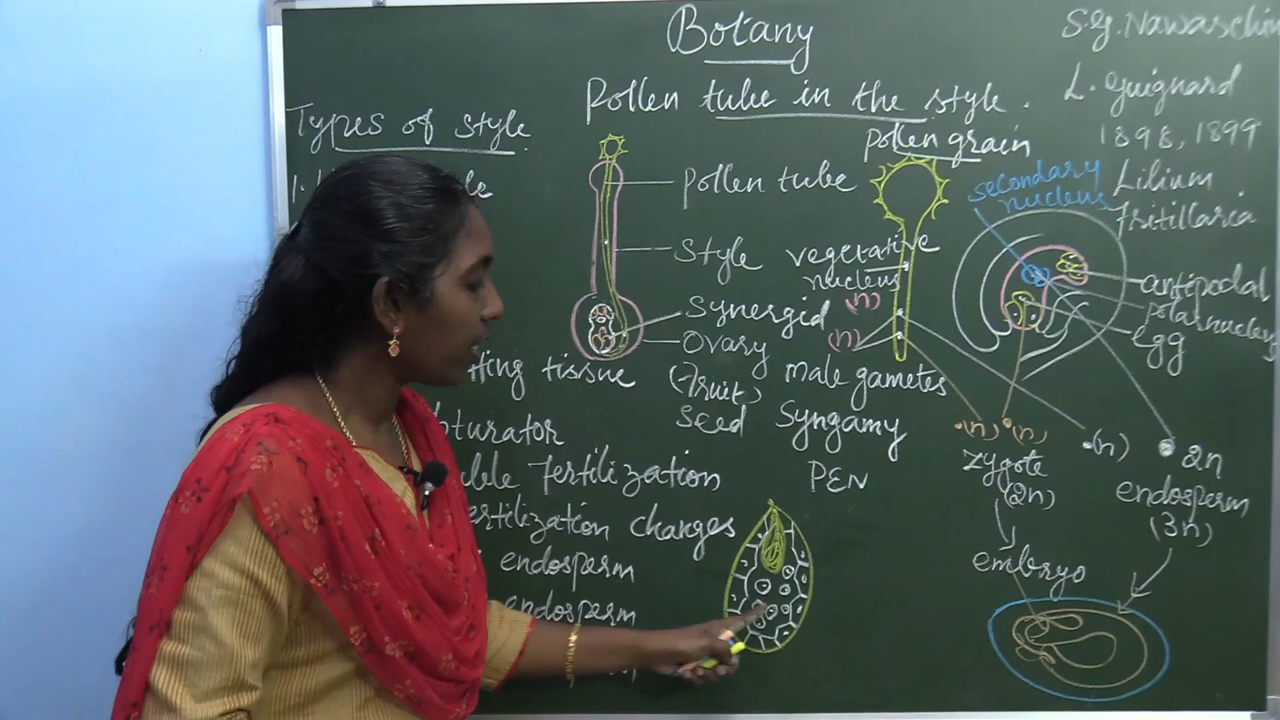 Botany
S.G. Nawaschin
L. Guignard
1898, 1899
Lilium
Fritillaria
Pollen tube in the style.
Types of style
1.
pollen grain
Pollen tube
secondary
nucleus
Style
vegetative
nucleus
(n)
Synergid
(n)
Ovary
(Fruit)
Seed
male gametes
antipodal
polar nucleus
egg
tissue
Syngamy
PEN
(n)
(n)
(n)
2n
zygote
(2n)
endosperm
(3n)
embryo
Fertilization
changes
endosperm
endosperm